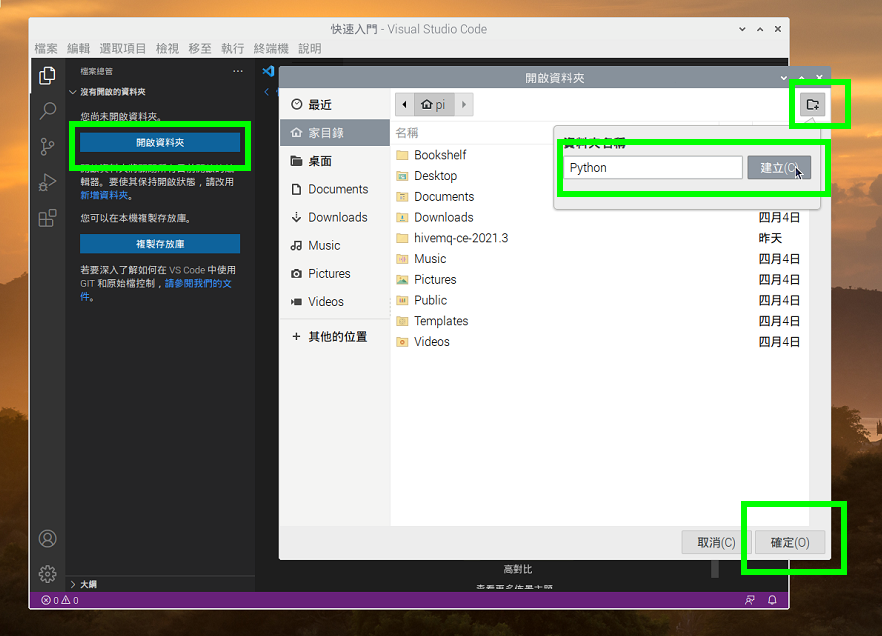 快速入門 - Visual Studio Code
檔案 編輯 選取項目 檢視 移至 執行 終端機 說明
檔案總管
沒有開啟的資料夾
您尚未開啟資料夾。
開啟資料夾
輯器。要使其保持開啟狀態，請改用
新增資料夾。
您可以在本機複製存放庫。
複製存放庫
若要深入了解如何在 VS Code 中使用
GIT 和原始檔控制，請參閱我們的文
件。
大綱
0 0
開啟資料夾
最近
家目錄
桌面
Documents
Downloads
Music
Pictures
Videos
+ 其他的位置
pi
名稱
Bookshelf
Desktop
Documents
Downloads 四月4日
hivemq-ce-2021.3 昨天
Music 四月4日
Pictures 四月4日
Public 四月4日
Templates 四月4日
Videos 四月4日
資料夾名稱
Python 建立(C)
取消(C) 確定(O)
高對比
查看更多佈景主題